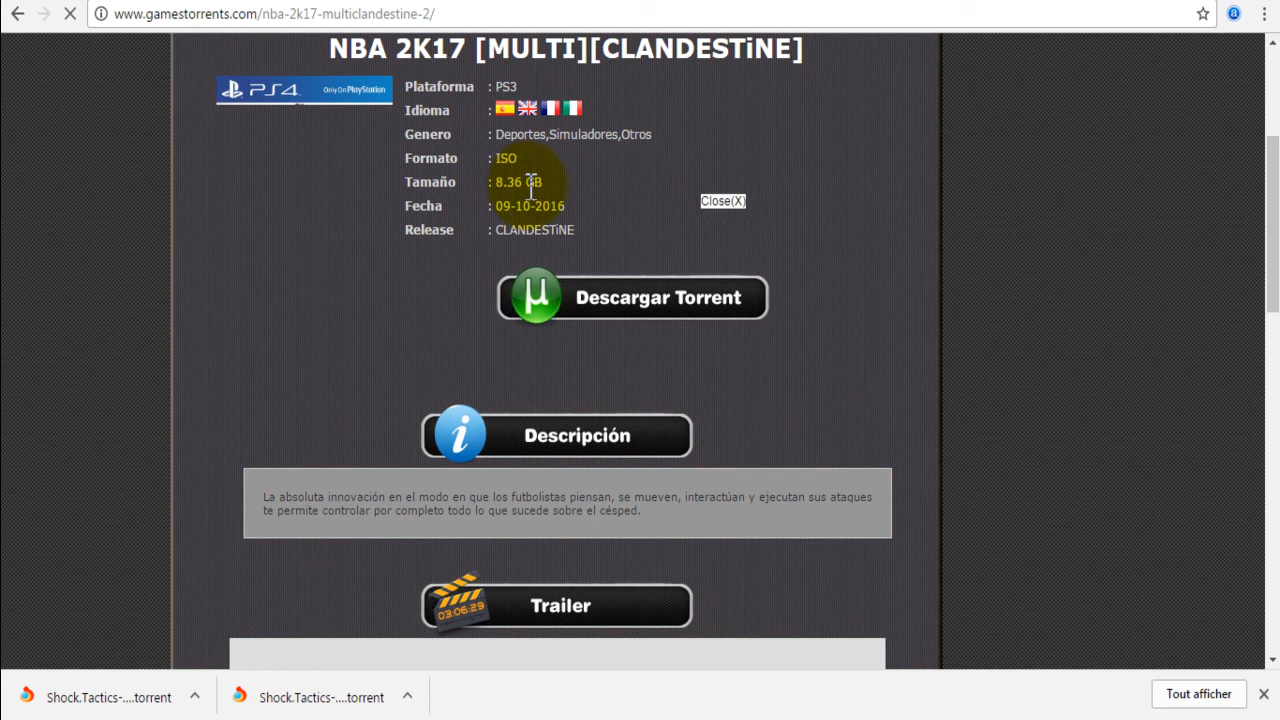 www.gamestorrents.com/nba-2k17-multiclandestine-2/
NBA 2K17 [MULTI][CLANDESTiNE]
PS4 Only On PlayStation
Plataforma : PS3
Idioma :
Genero : Deportes,Simuladores,Otros
Formato : ISO
Tamaño : 8.36 GB
Close(X)
Fecha : 09-10-2016
Release : CLANDESTiNE
µ Descargar Torrent
i Descripción
La absoluta innovación en el modo en que los futbolistas piensan, se mueven, interactúan y ejecutan sus ataques
te permite controlar por completo todo lo que sucede sobre el césped.
03:06:29 Trailer
Shock.Tactics-....torrent
Shock.Tactics-....torrent
Tout afficher